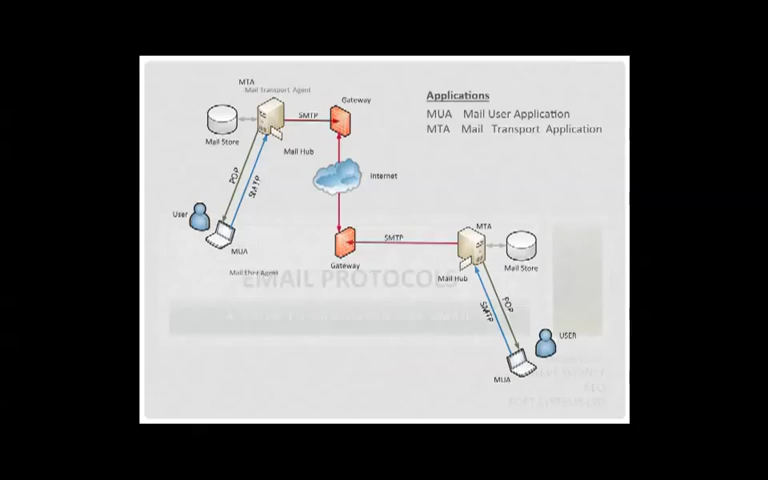 MTA
Mail Transport Agent
Gateway
Applications
MUA Mail User Application
MTA Mail Transport Application
SMTP
Mail Store
Mail Hub
POP
SMTP
Internet
User
MUA
Mail User Agent
Gateway
SMTP
MTA
Mail Store
Mail Hub
EMAIL PROTOCOLS
SMTP
POP
USER
MUA